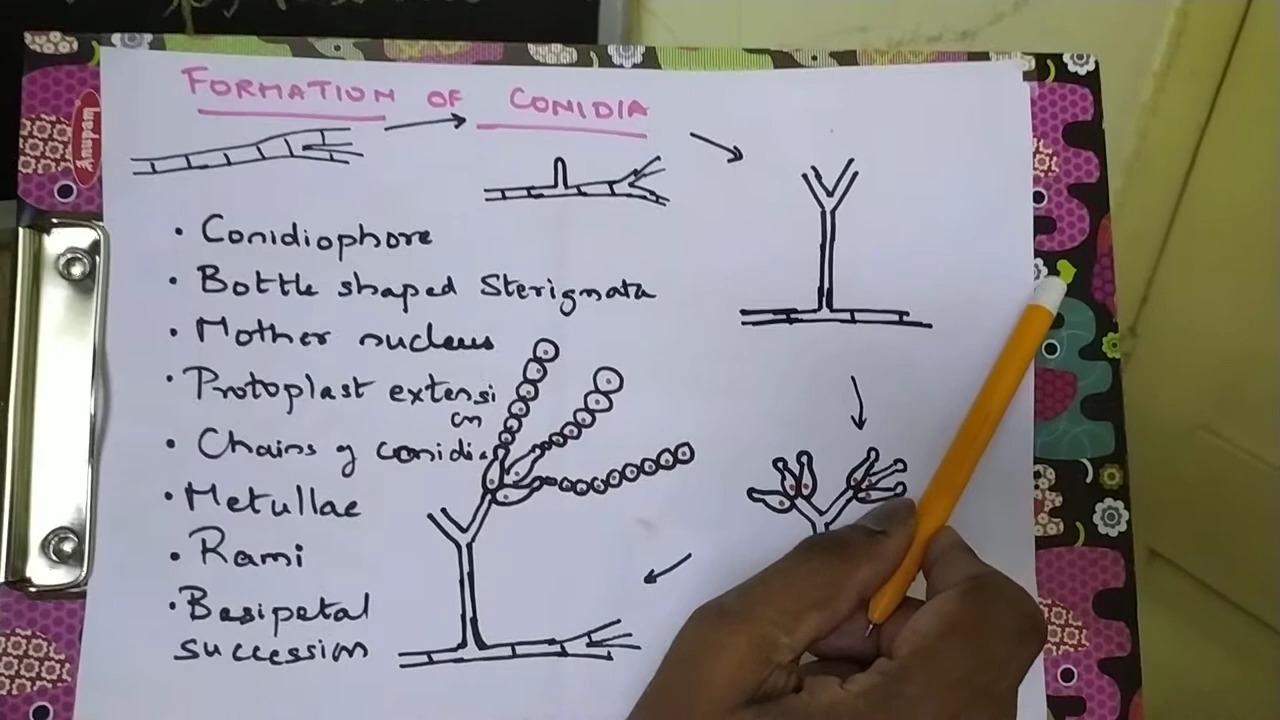 FORMATION OF CONIDIA
• Conidiophore
• Bottle shaped Sterigmata
• Mother nucleus
• Protoplast extensi
on
• Chains of conidia
• Metullae
• Rami
• Basipetal
succession